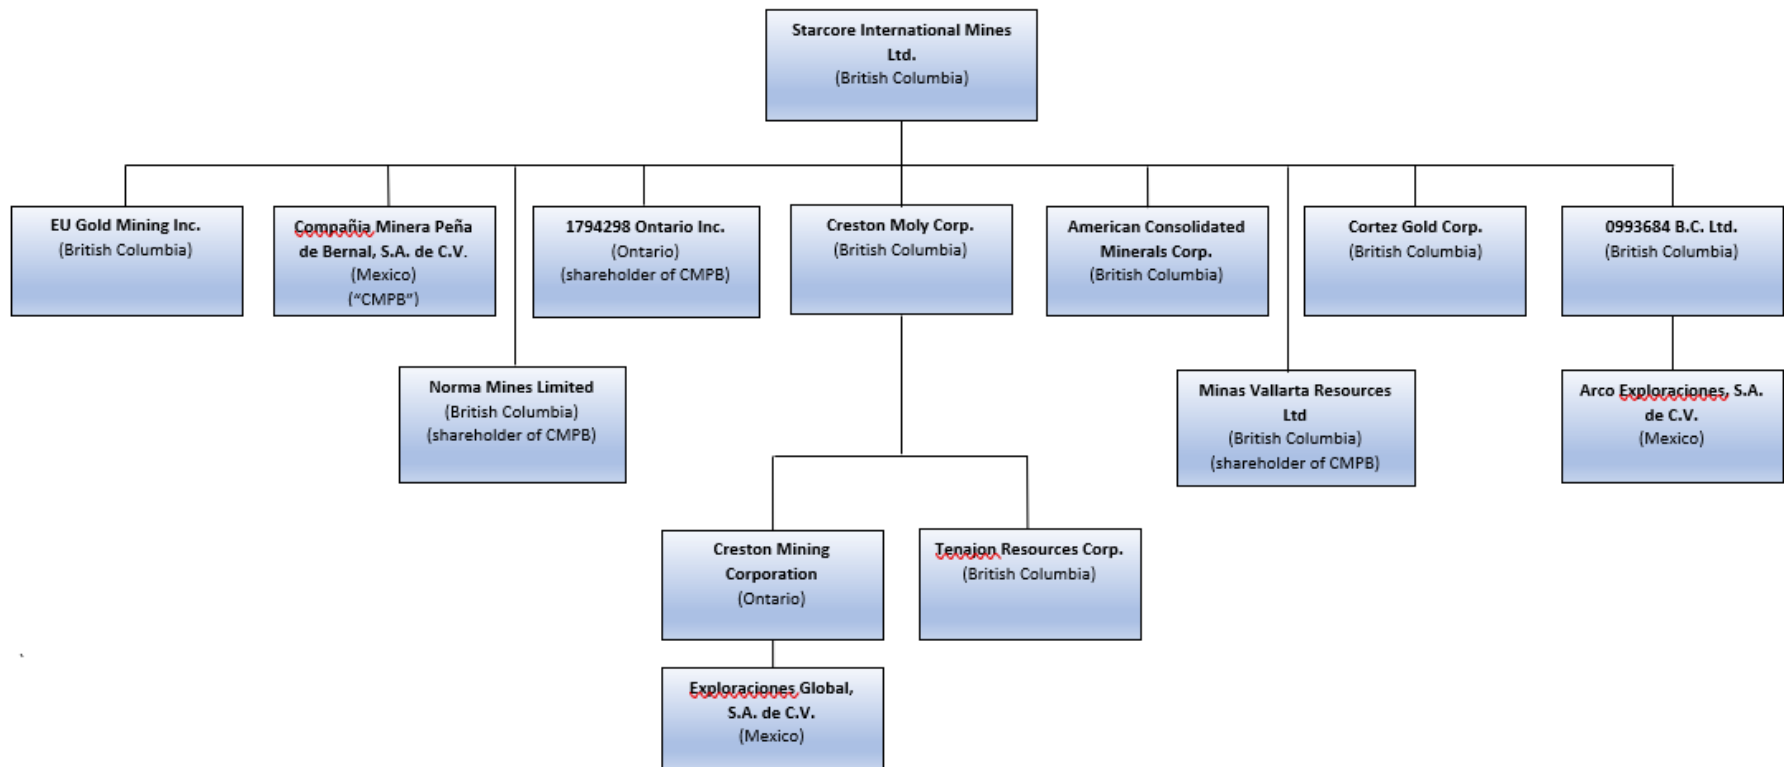 Starcore International Mines
Ltd.
(British Columbia)
EU Gold Mining Inc.
(British Columbia)
Compañia Minera Peña
de Bernal, S.A. de C.V.
(Mexico)
(“CMPB”)
1794298 Ontario Inc.
(Ontario)
(shareholder of CMPB)
Creston Moly Corp.
(British Columbia)
American Consolidated
Minerals Corp.
(British Columbia)
Cortez Gold Corp.
(British Columbia)
0993684 B.C. Ltd.
(British Columbia)
Norma Mines Limited
(British Columbia)
(shareholder of CMPB)
Minas Vallarta Resources
Ltd
(British Columbia)
(shareholder of CMPB)
Arco Exploraciones, S.A.
de C.V.
(Mexico)
Creston Mining
Corporation
(Ontario)
Tenajon Resources Corp.
(British Columbia)
Exploraciones Global,
S.A. de C.V.
(Mexico)